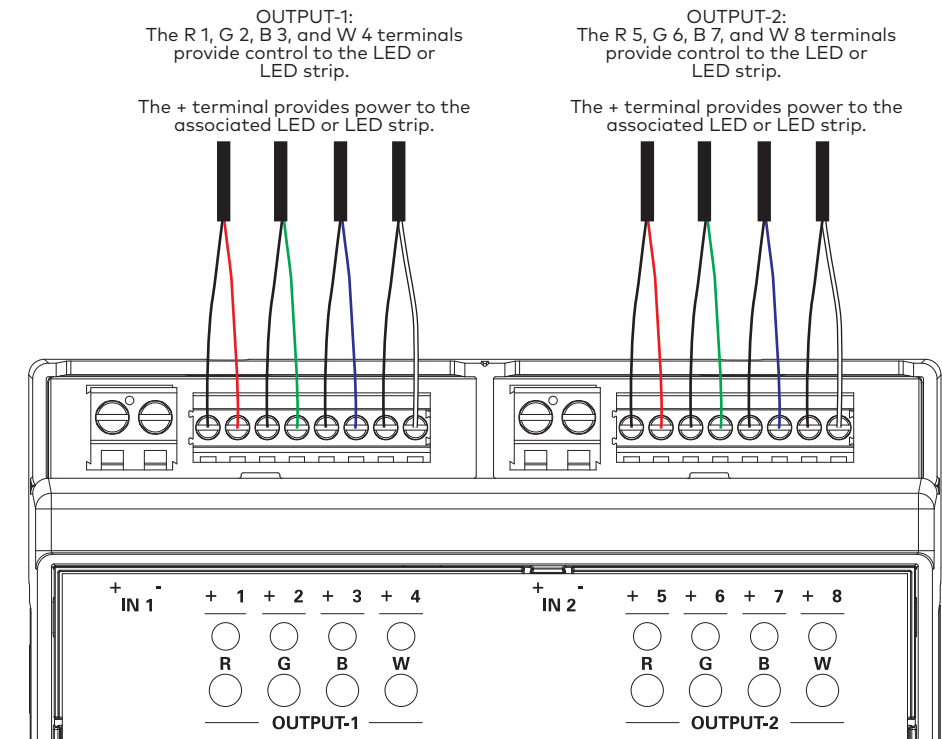 OUTPUT-1:
The R 1, G 2, B 3, and W 4 terminals
provide control to the LED or
LED strip.
The + terminal provides power to the
associated LED or LED strip.
OUTPUT-2:
The R 5, G 6, B 7, and W 8 terminals
provide control to the LED or
LED strip.
The + terminal provides power to the
associated LED or LED strip.
+ -
IN 1
+ 1 + 2 + 3 + 4
R G B W
OUTPUT-1
+ -
IN 2
+ 5 + 6 + 7 + 8
R G B W
OUTPUT-2